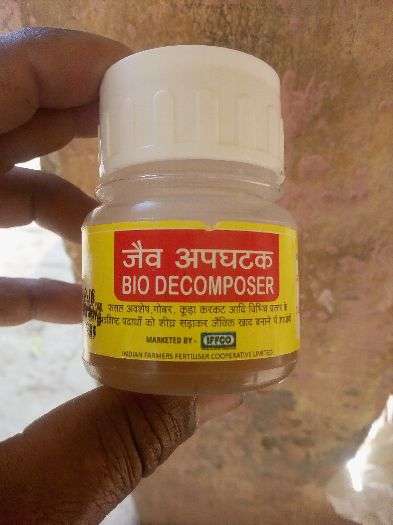 जैव अपघटक
BIO DECOMPOSER
फसल अवशेष गोबर, कूड़ा करकट आदि विभिन्न प्रकार के
पदार्थों को शीघ्र सड़ाकर जैविक खाद बनाने में
MARKETED BY - IFFCO
INDIAN FARMERS FERTILISER COOPERATIVE LIMITED